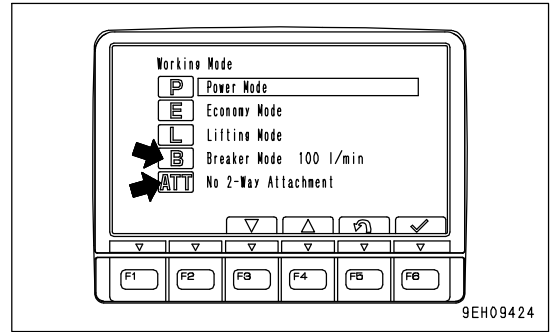 Working Mode
P Power Mode
E Economy Mode
L Lifting Mode
B Breaker Mode 100 l/min
ATT No 2-Way Attachment
F1 F2 F3 F4 F5 F6
9EH09424